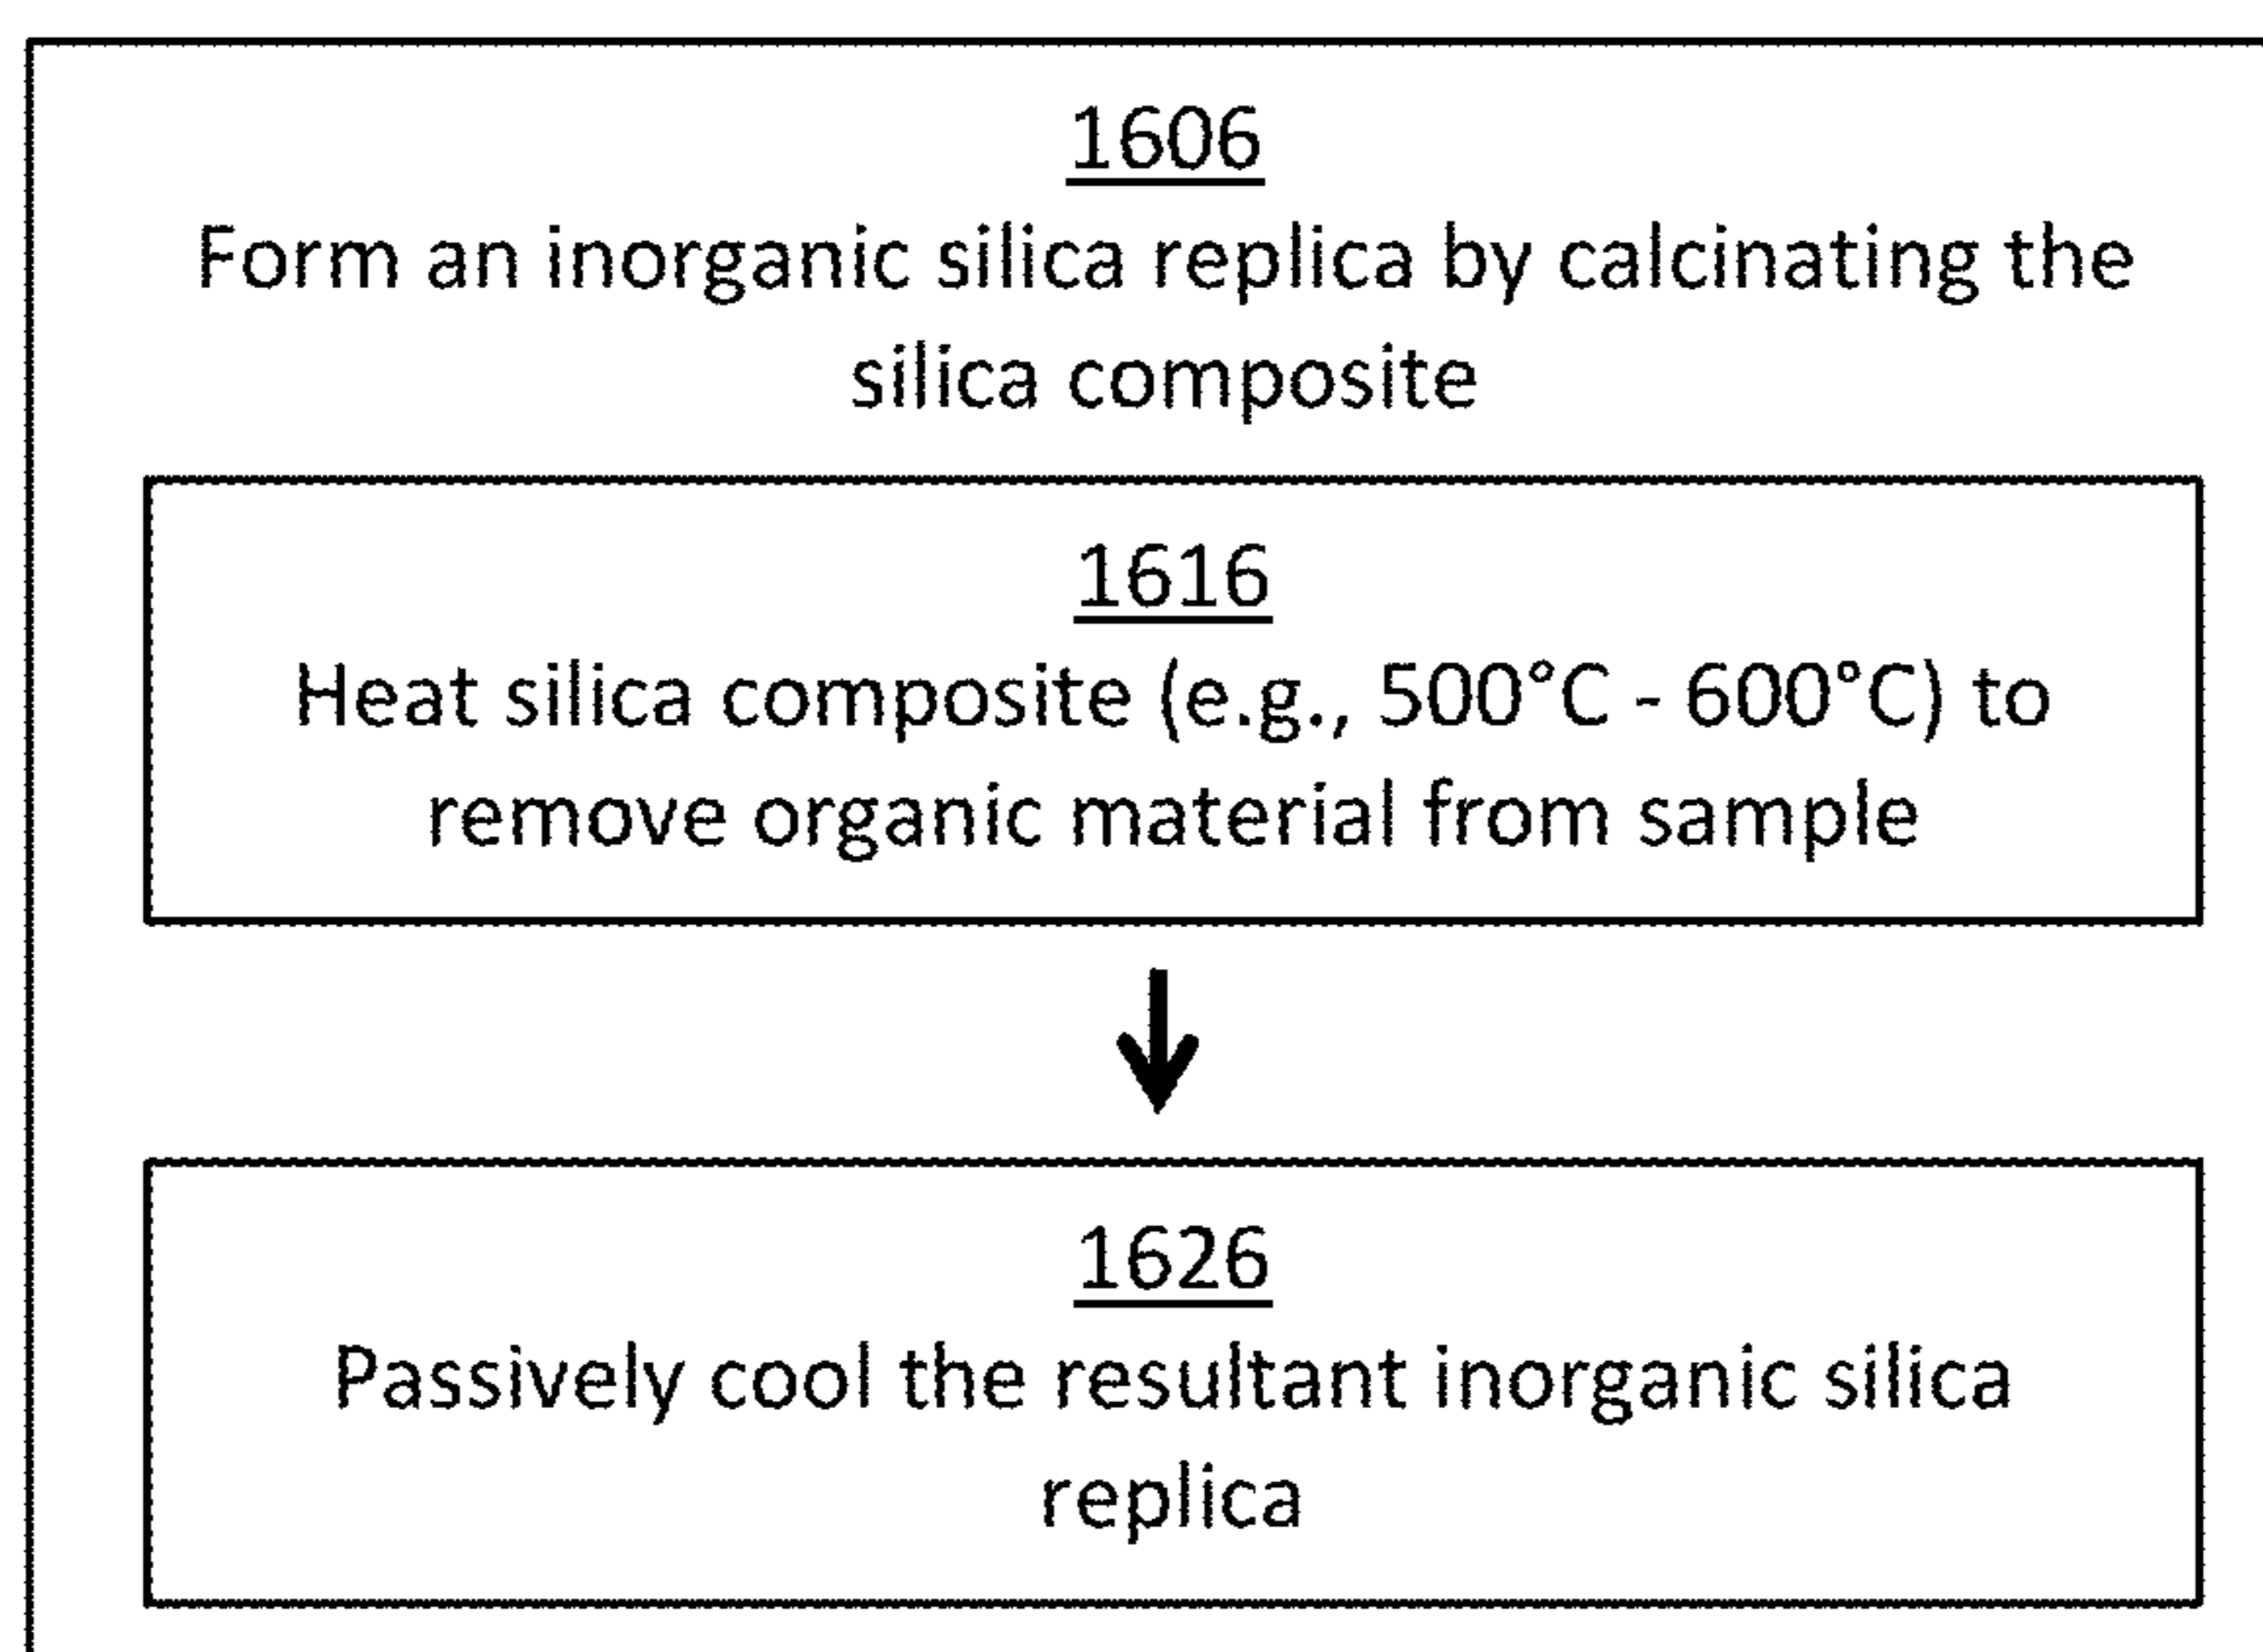 1606
Form an inorganic silica replica by calcinating the
silica composite
1616
Heat silica composite (e.g., 500°C - 600°C) to
remove organic material from sample
1626
Passively cool the resultant inorganic silica
replica